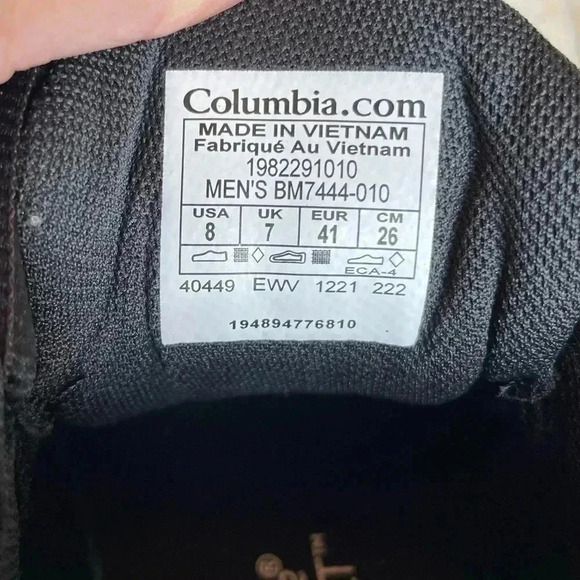 Columbia.com
MADE IN VIETNAM
Fabriqué Au Vietnam
1982291010
MEN'S BM7444-010
USA UK EUR CM
8 7 41 26
ECA-4
40449 EWV 1221 222
194894776810